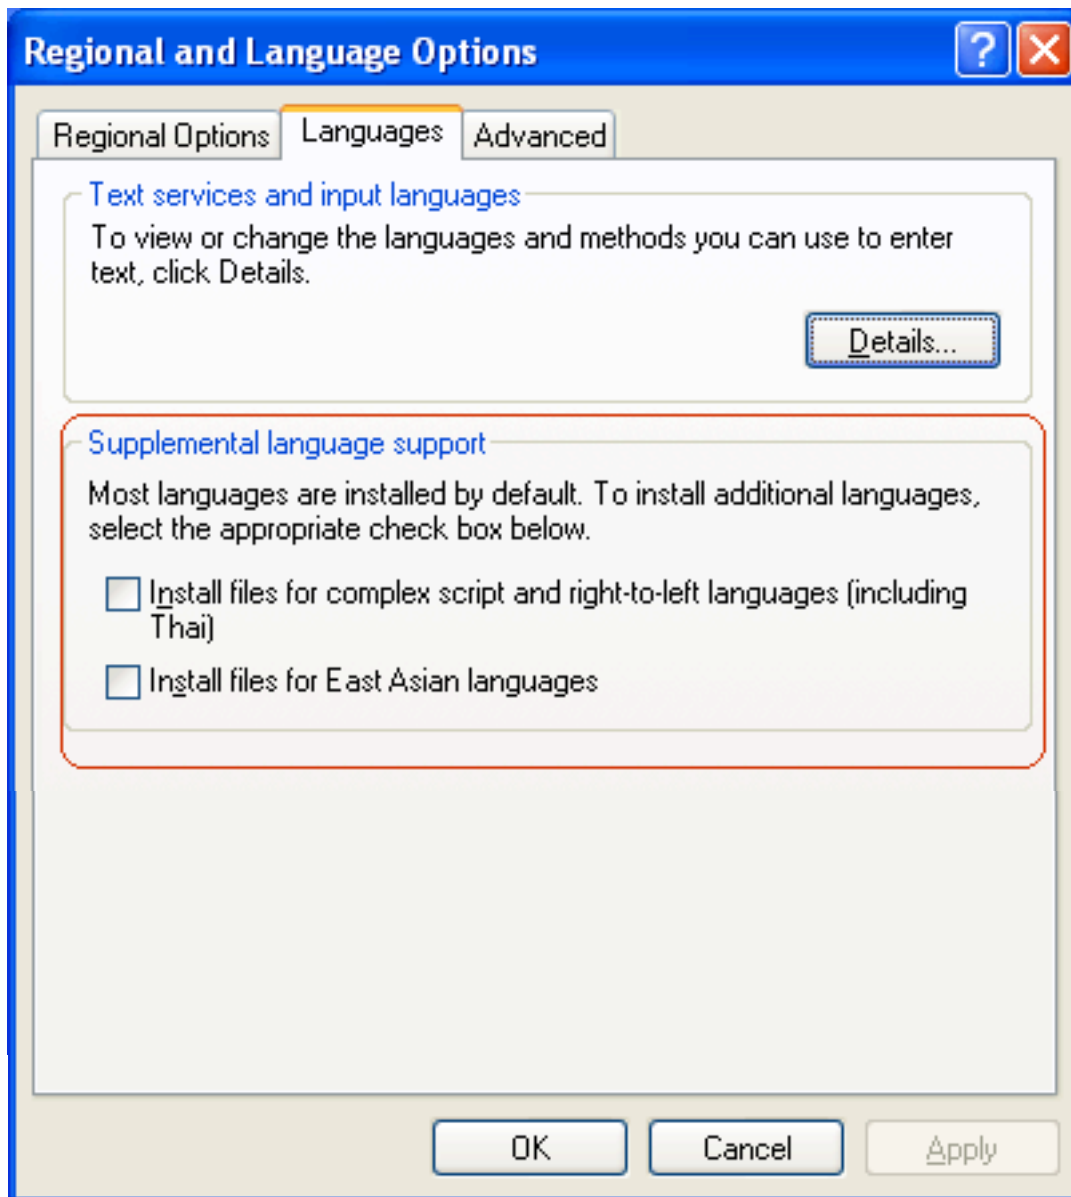 Regional and Language Options
Regional Options
Languages
Advanced
Text services and input languages
To view or change the languages and methods you can use to enter
text, click Details.
Details...
Supplemental language support
Most languages are installed by default. To install additional languages,
select the appropriate check box below.
Install files for complex script and right-to-left languages (including
Thai)
Install files for East Asian languages
OK
Cancel
Apply